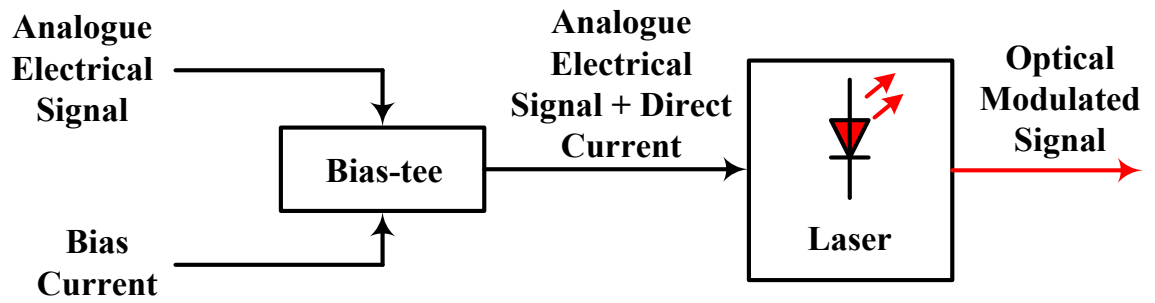 Analogue
Electrical
Signal
Bias
Current
Bias-tee
Analogue
Electrical
Signal + Direct
Current
Laser
Optical
Modulated
Signal